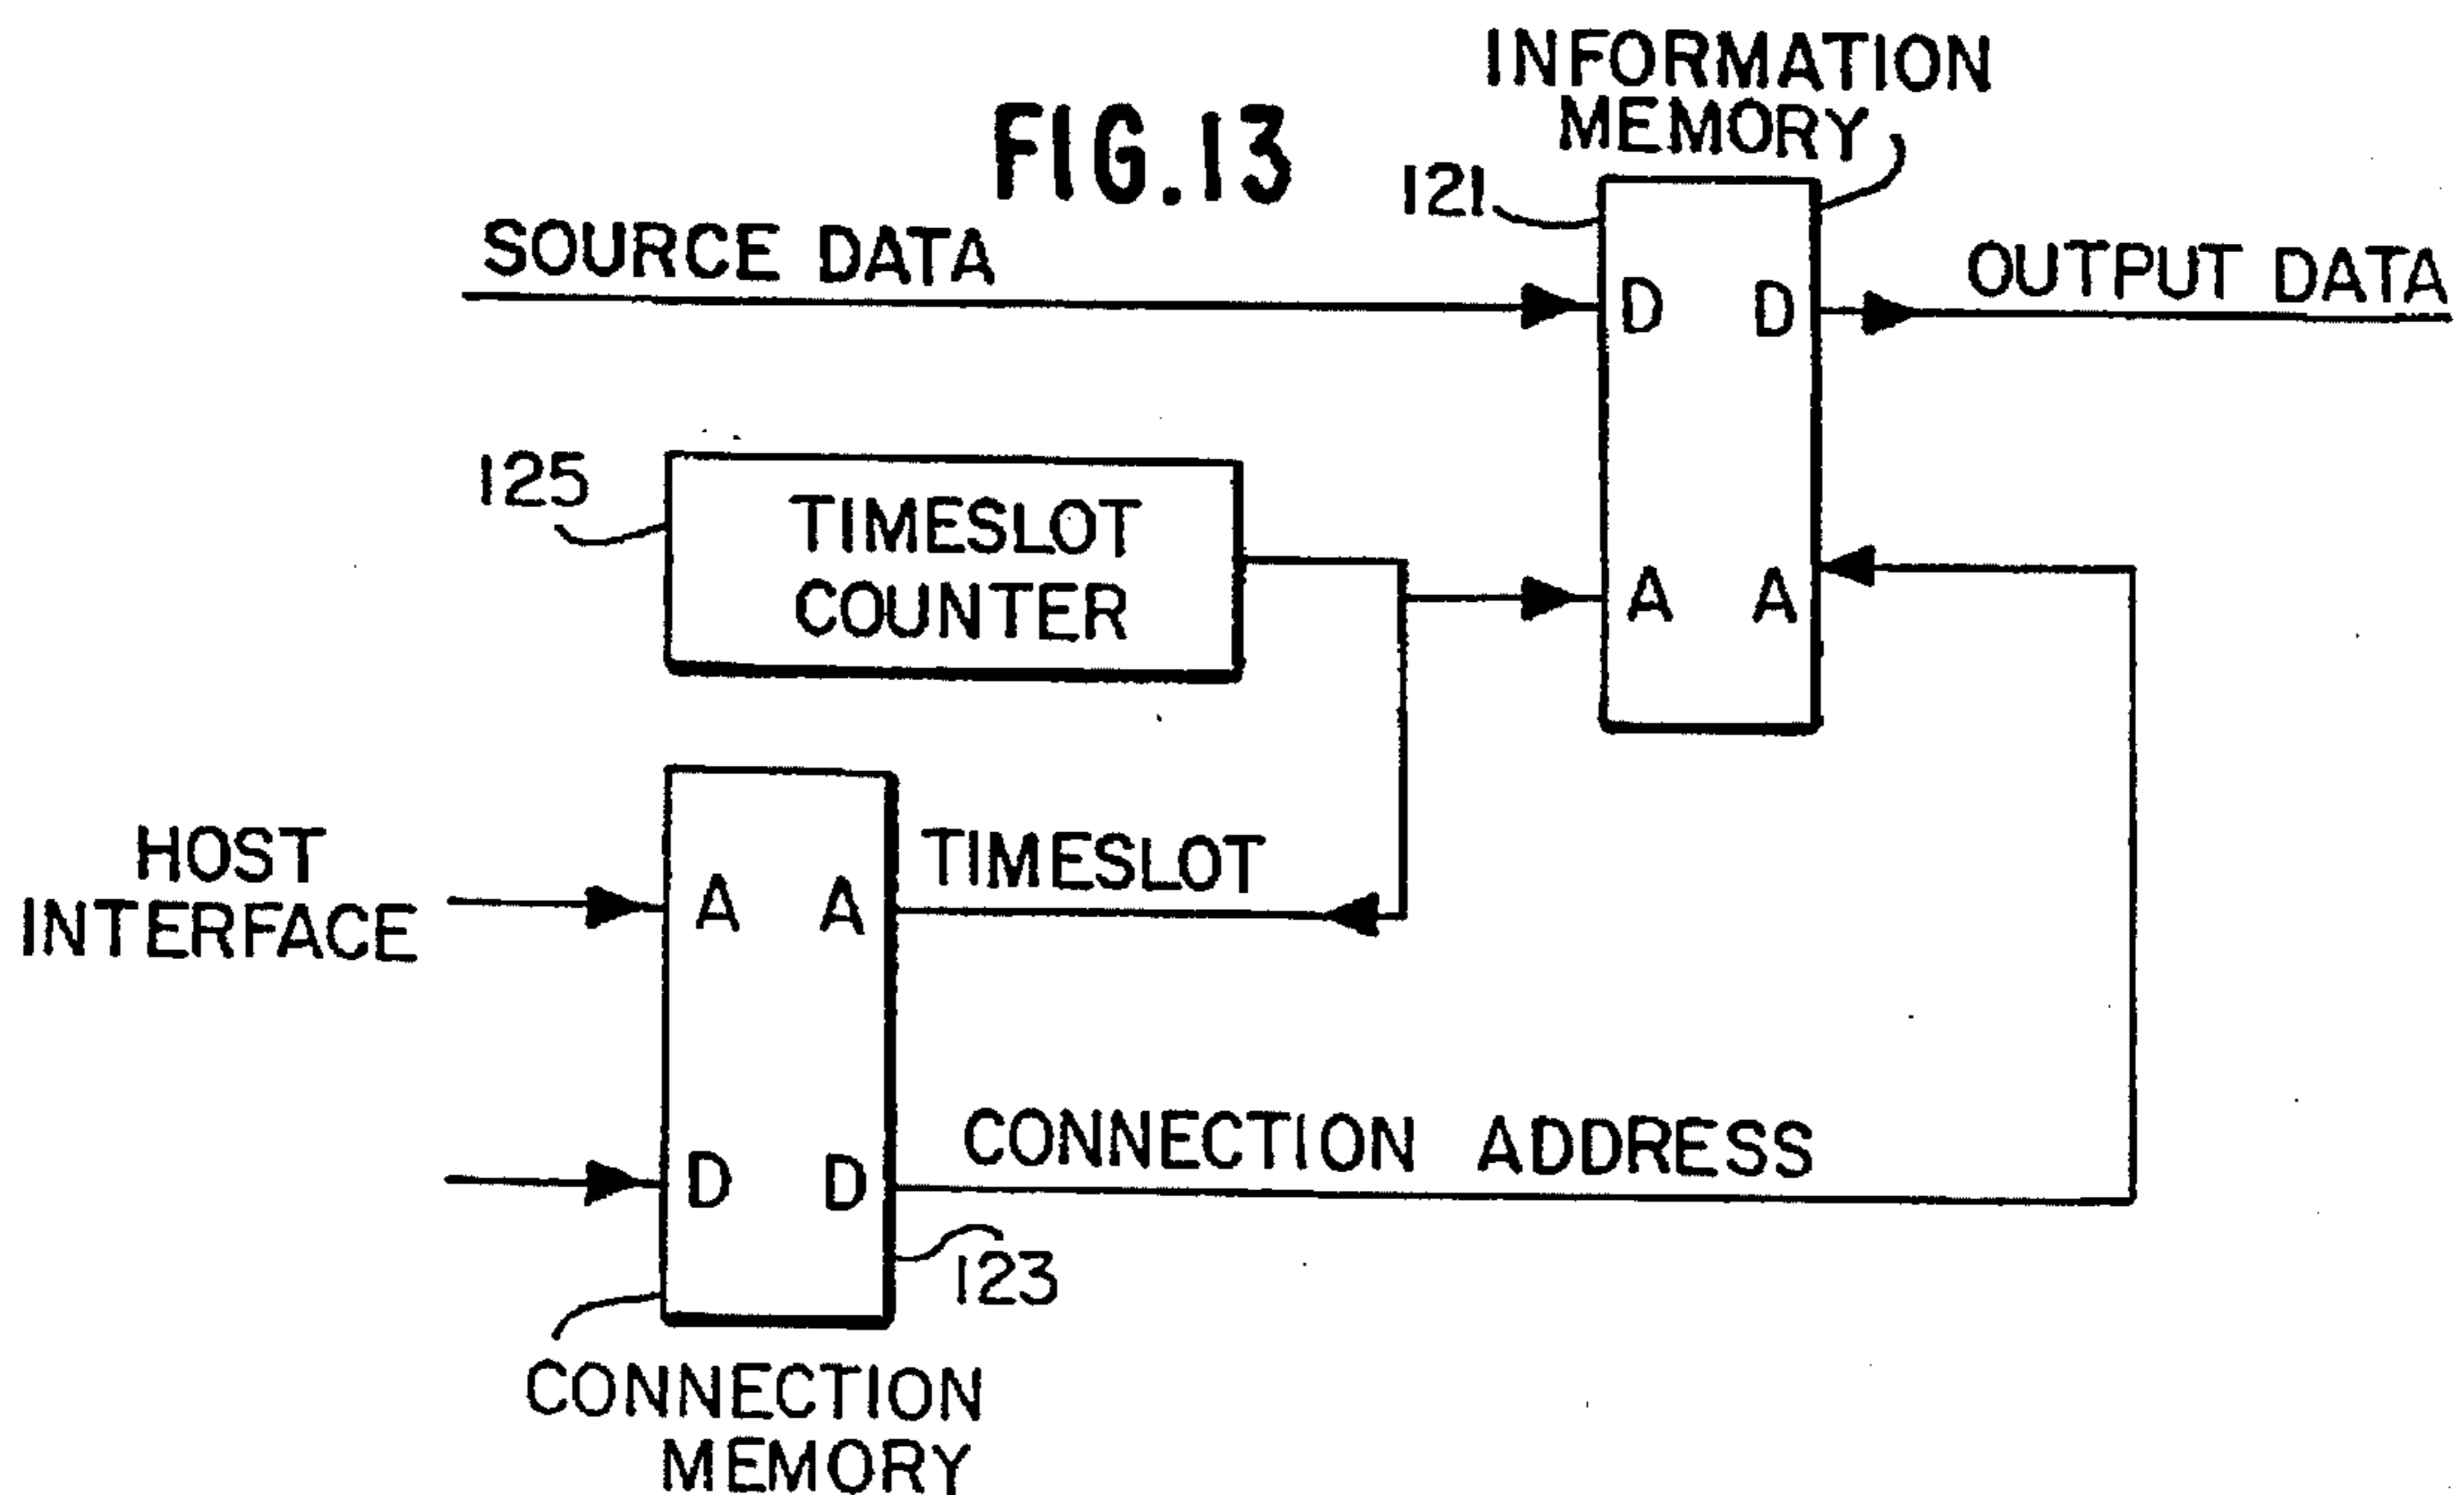 FIG.13
INFORMATION
MEMORY
121
SOURCE DATA
D D
OUTPUT DATA
125
TIMESLOT
COUNTER
A A
HOST
INTERFACE
A A
TIMESLOT
D D
CONNECTION ADDRESS
123
CONNECTION
MEMORY